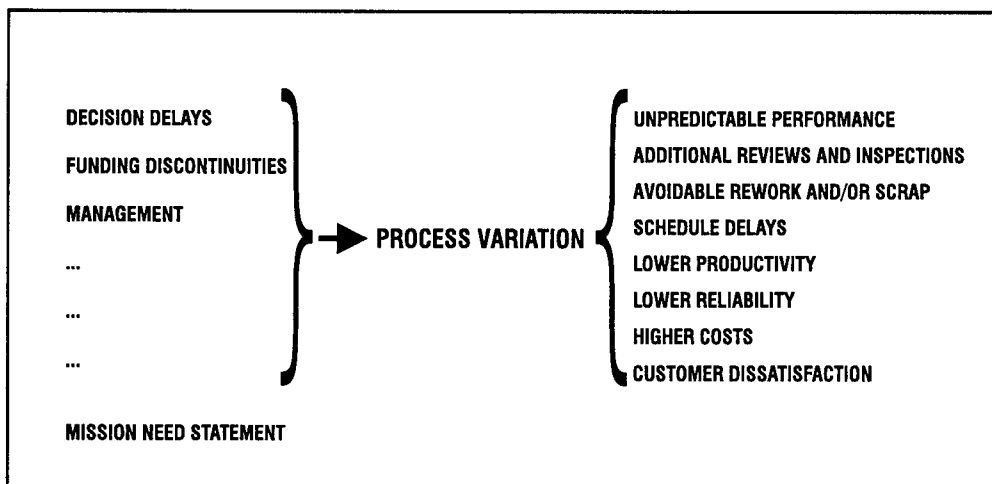 DECISION DELAYS
FUNDING DISCONTINUITIES
MANAGEMENT
...
...
...
MISSION NEED STATEMENT
PROCESS VARIATION
UNPREDICTABLE PERFORMANCE
ADDITIONAL REVIEWS AND INSPECTIONS
AVOIDABLE REWORK AND/OR SCRAP
SCHEDULE DELAYS
LOWER PRODUCTIVITY
LOWER RELIABILITY
HIGHER COSTS
CUSTOMER DISSATISFACTION